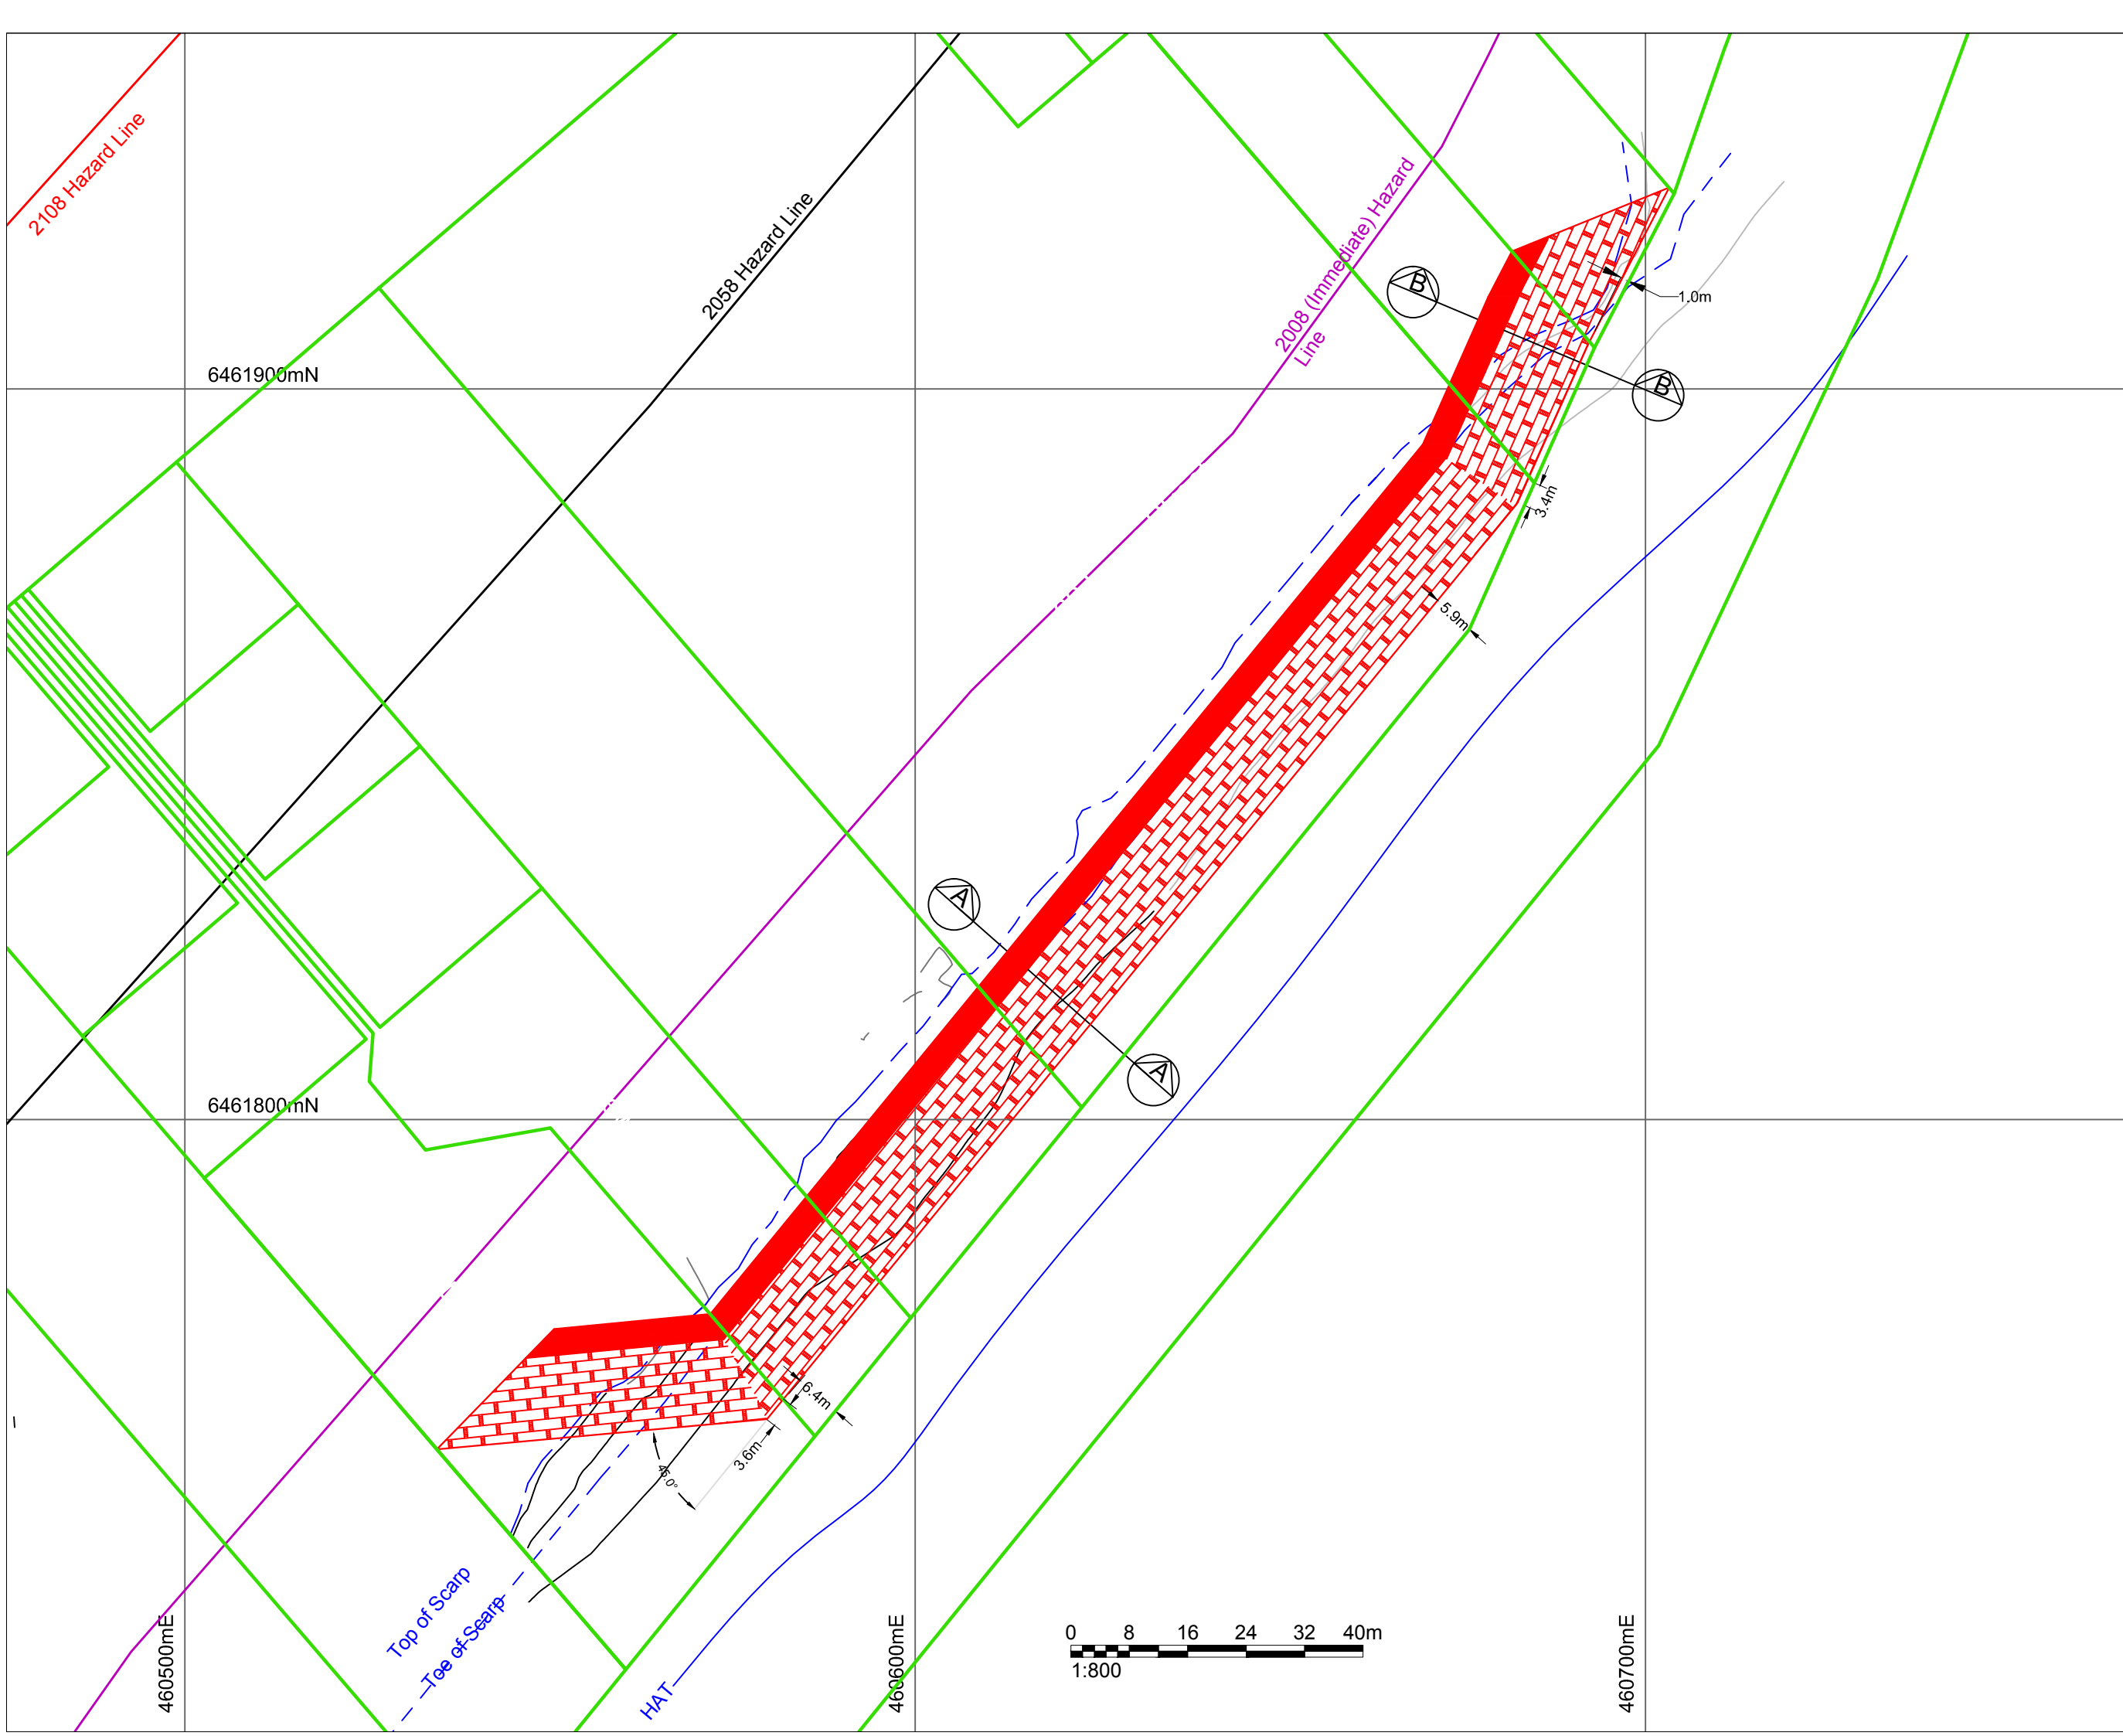 2108 Hazard Line
2058 Hazard Line
2008 (Immediate) Hazard
Line
B
1.0m
6461900mN
B
3.4m
5.9m
A
A
6461800mN
6.4m
3.6m
45.0°
Top of Scarp
Toe of Scarp
HAT
460500mE
460600mE
460700mE
0 8 16 24 32 40m
1:800